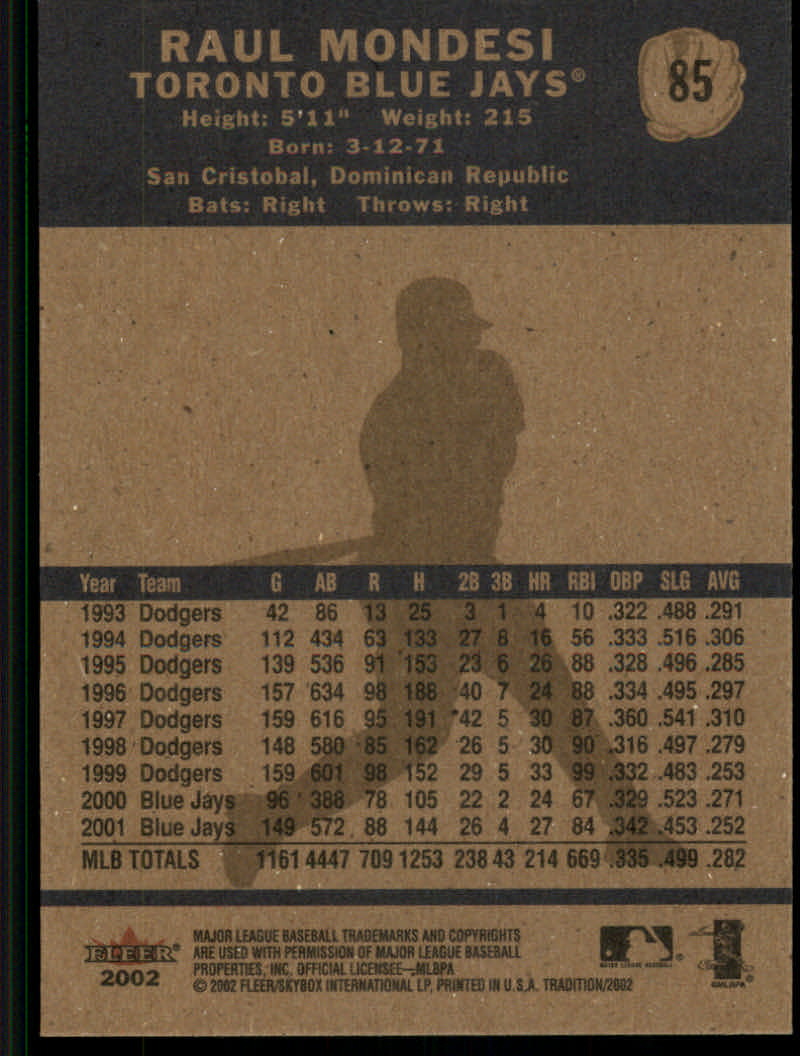 RAUL MONDESI
TORONTO BLUE JAYS®
85
Height: 5'11" Weight: 215
Born: 3-12-71
San Cristobal, Dominican Republic
Bats: Right Throws: Right
Year Team G AB R H 2B 3B HR RBI OBP SLG AVG
1993 Dodgers 42 86 13 25 3 1 4 10 .322 .488 .291
1994 Dodgers 112 434 63 133 27 8 16 56 .333 .516 .306
1995 Dodgers 139 536 91 153 23 6 26 88 .328 .496 .285
1996 Dodgers 157 634 98 188 40 7 24 88 .334 .495 .297
1997 Dodgers 159 616 95 191 42 5 30 87 .360 .541 .310
1998 Dodgers 148 580 85 162 26 5 30 90 .316 .497 .279
1999 Dodgers 159 601 98 152 29 5 33 99 .332 .483 .253
2000 Blue Jays 96 388 78 105 22 2 24 67 .329 .523 .271
2001 Blue Jays 149 572 88 144 26 4 27 84 .342 .453 .252
MLB TOTALS 1161 4447 709 1253 238 43 214 669 .335 .499 .282
FLEER®
2002
MAJOR LEAGUE BASEBALL TRADEMARKS AND COPYRIGHTS
ARE USED WITH PERMISSION OF MAJOR LEAGUE BASEBALL
PROPERTIES, INC. OFFICIAL LICENSEE—MLBPA
© 2002 FLEER/SKYBOX INTERNATIONAL LP, PRINTED IN U.S.A. TRADITION/2002
MAJOR LEAGUE BASEBALL
®
©MLBPA